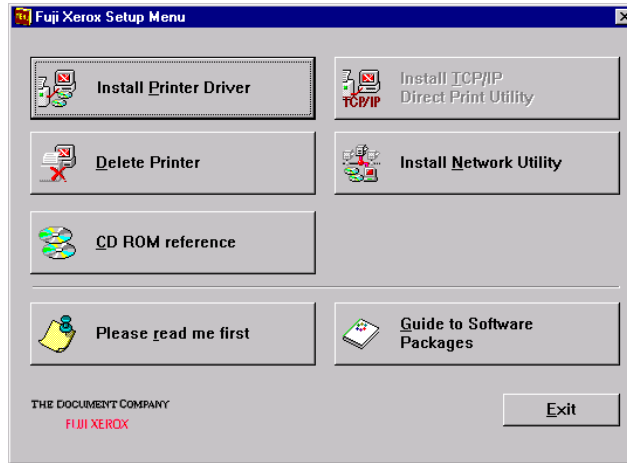 Fuji Xerox Setup Menu
Install Printer Driver
Install TCP/IP
Direct Print Utility
TCP/IP
Delete Printer
Install Network Utility
CD ROM reference
Please read me first
Guide to Software
Packages
THE DOCUMENT COMPANY
FUJI XEROX
Exit